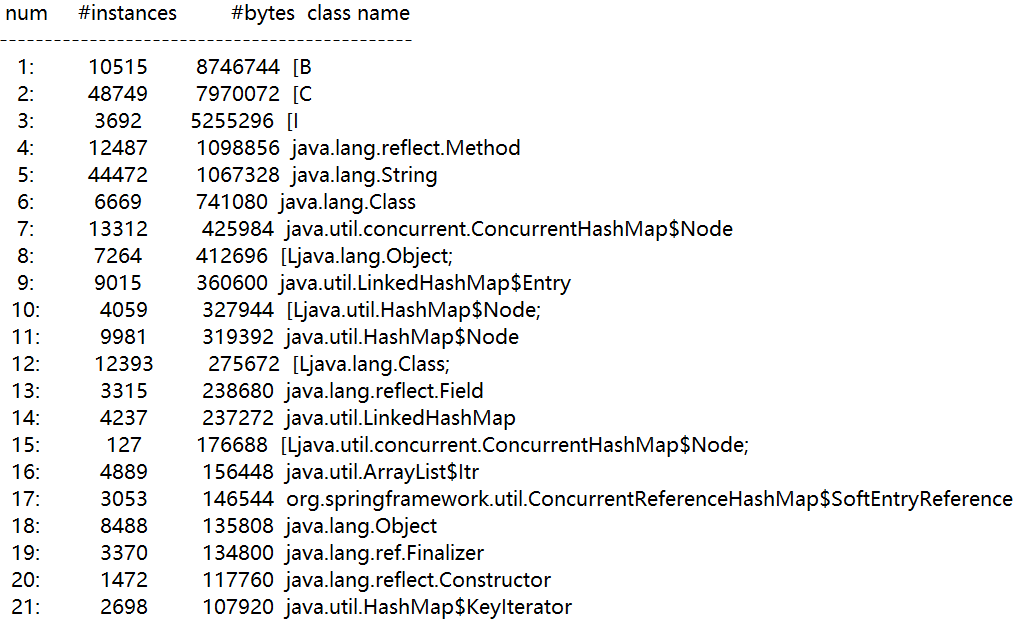 num #instances #bytes class name
----------------------------------------------
1: 10515 8746744 [B
2: 48749 7970072 [C
3: 3692 5255296 [I
4: 12487 1098856 java.lang.reflect.Method
5: 44472 1067328 java.lang.String
6: 6669 741080 java.lang.Class
7: 13312 425984 java.util.concurrent.ConcurrentHashMap$Node
8: 7264 412696 [Ljava.lang.Object;
9: 9015 360600 java.util.LinkedHashMap$Entry
10: 4059 327944 [Ljava.util.HashMap$Node;
11: 9981 319392 java.util.HashMap$Node
12: 12393 275672 [Ljava.lang.Class;
13: 3315 238680 java.lang.reflect.Field
14: 4237 237272 java.util.LinkedHashMap
15: 127 176688 [Ljava.util.concurrent.ConcurrentHashMap$Node;
16: 4889 156448 java.util.ArrayList$Itr
17: 3053 146544 org.springframework.util.ConcurrentReferenceHashMap$SoftEntryReference
18: 8488 135808 java.lang.Object
19: 3370 134800 java.lang.ref.Finalizer
20: 1472 117760 java.lang.reflect.Constructor
21: 2698 107920 java.util.HashMap$KeyIterator